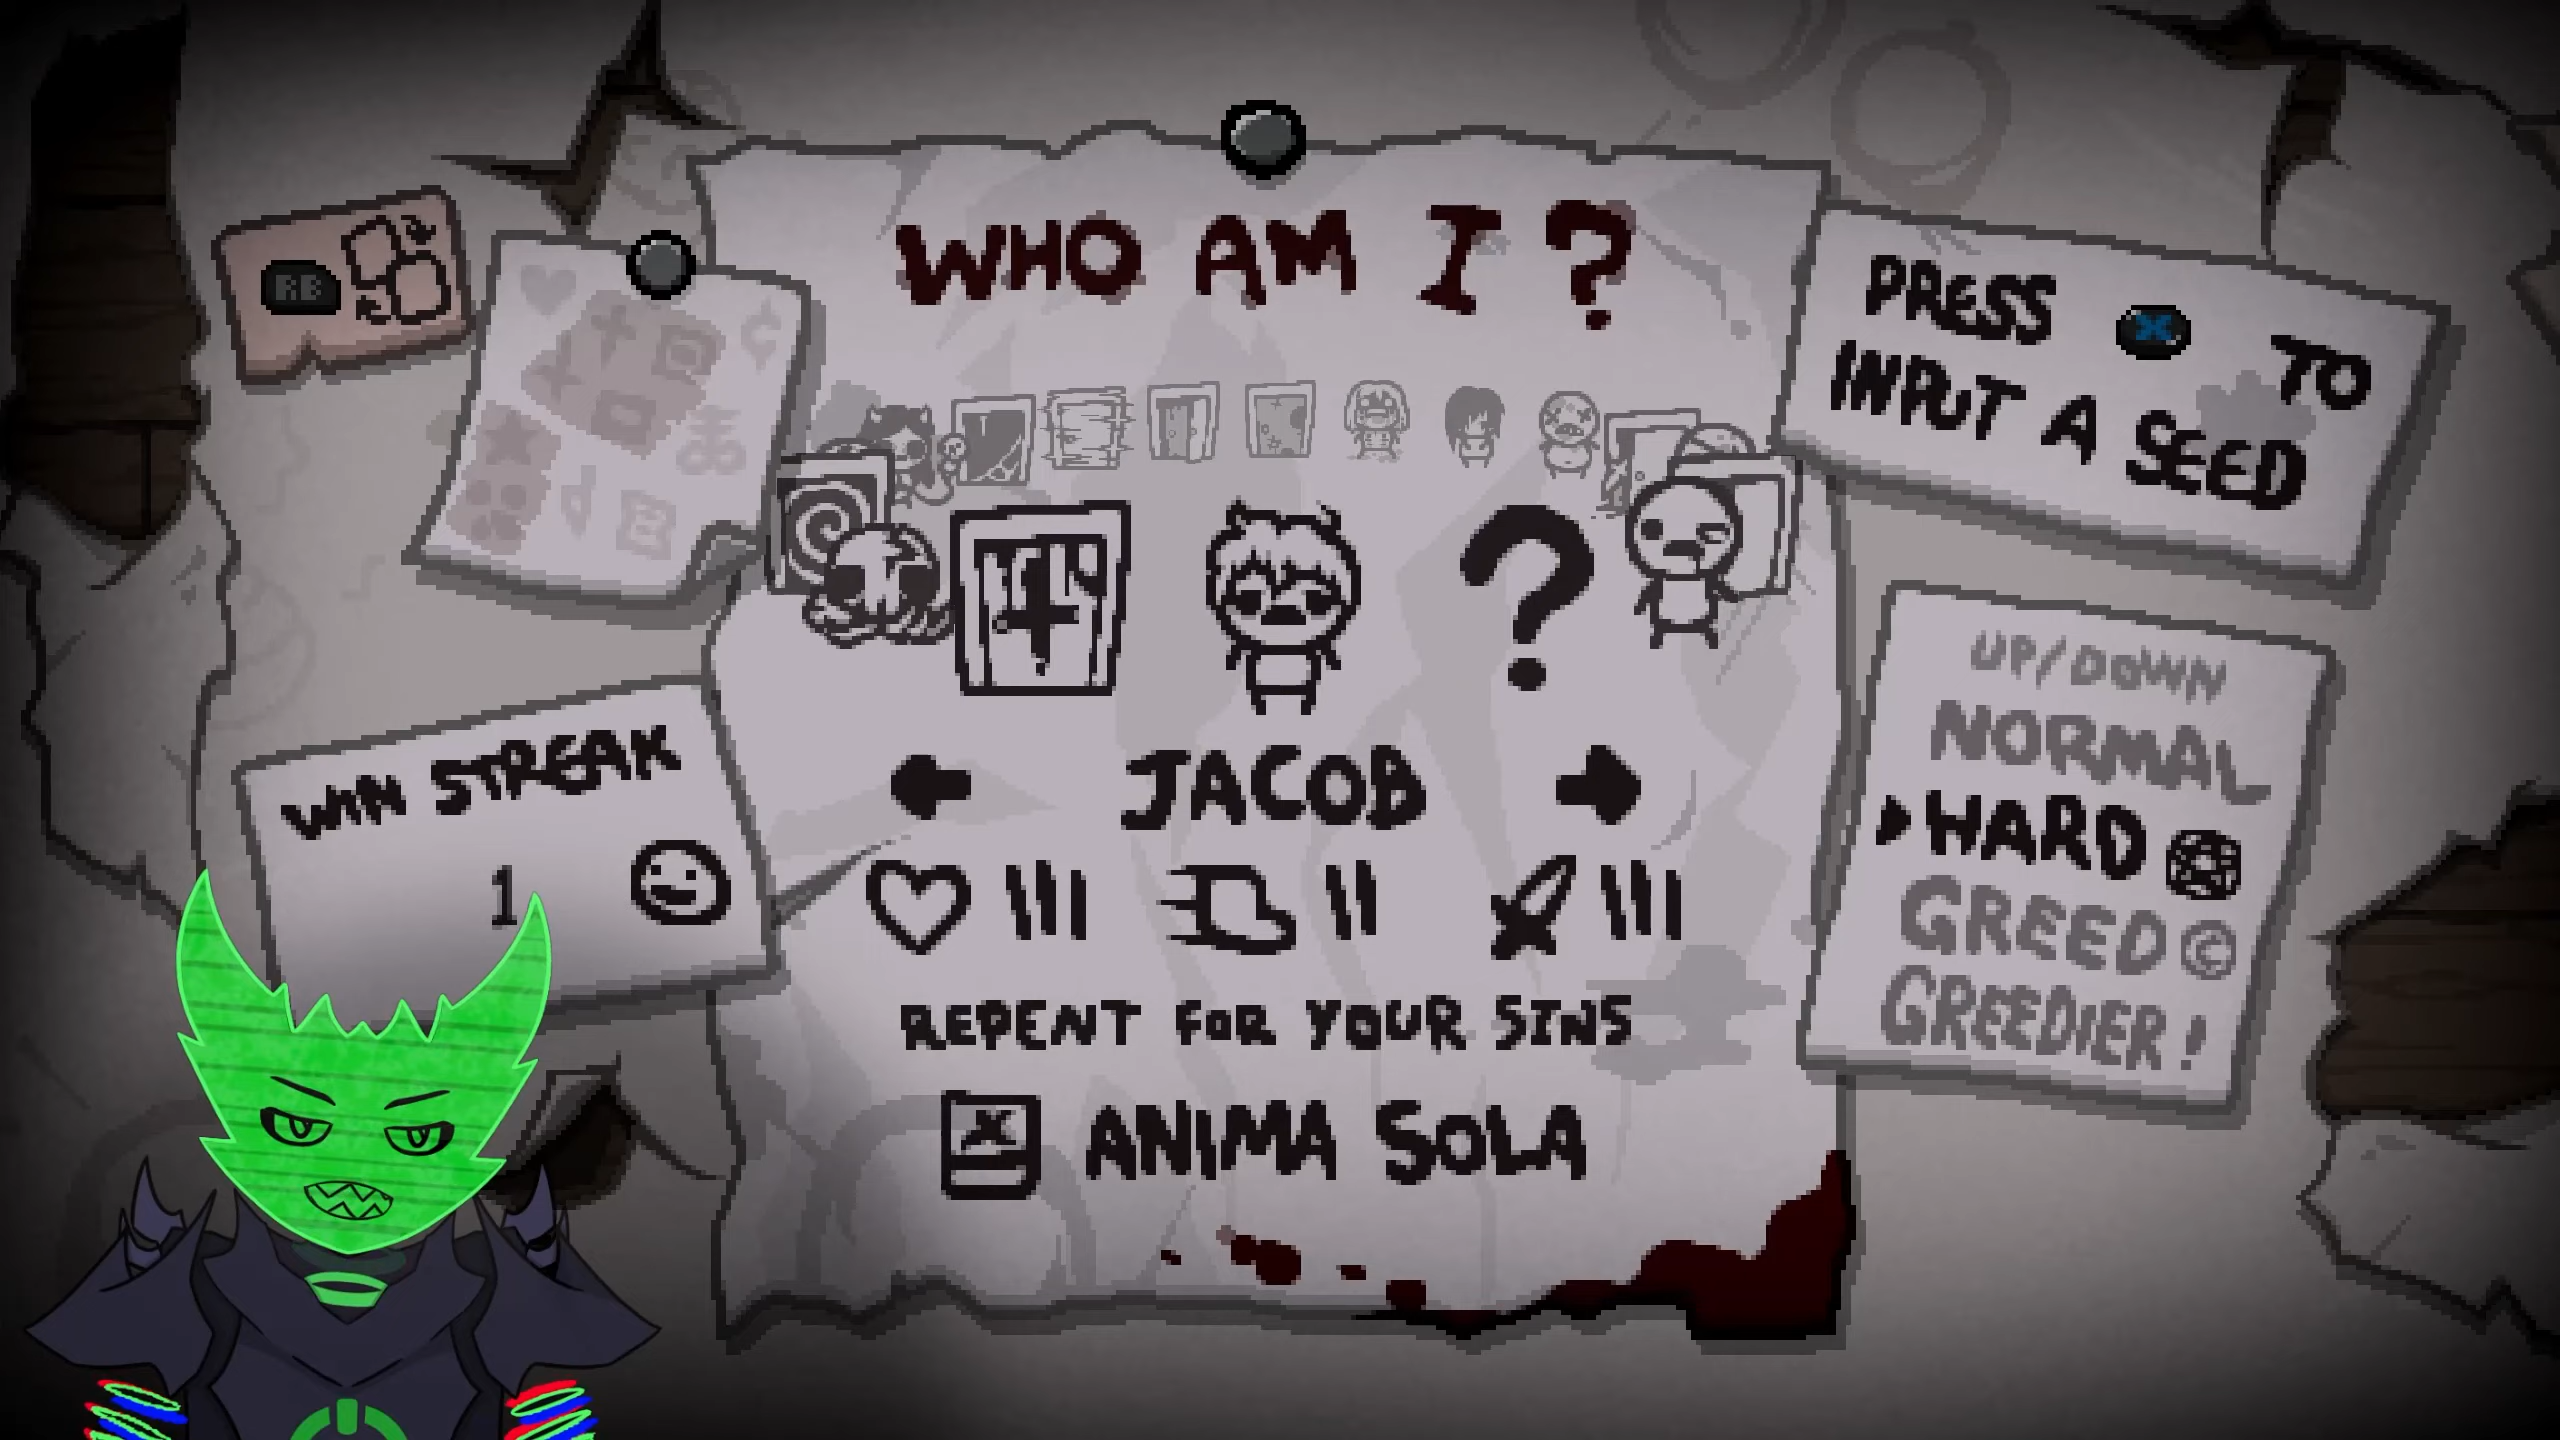 WHO AM I?
RB
PRESS X TO
INPUT A SEED
WIN STREAK
1
JACOB
REPENT FOR YOUR SINS
ANIMA SOLA
UP/DOWN
NORMAL
HARD
GREED
GREEDIER!